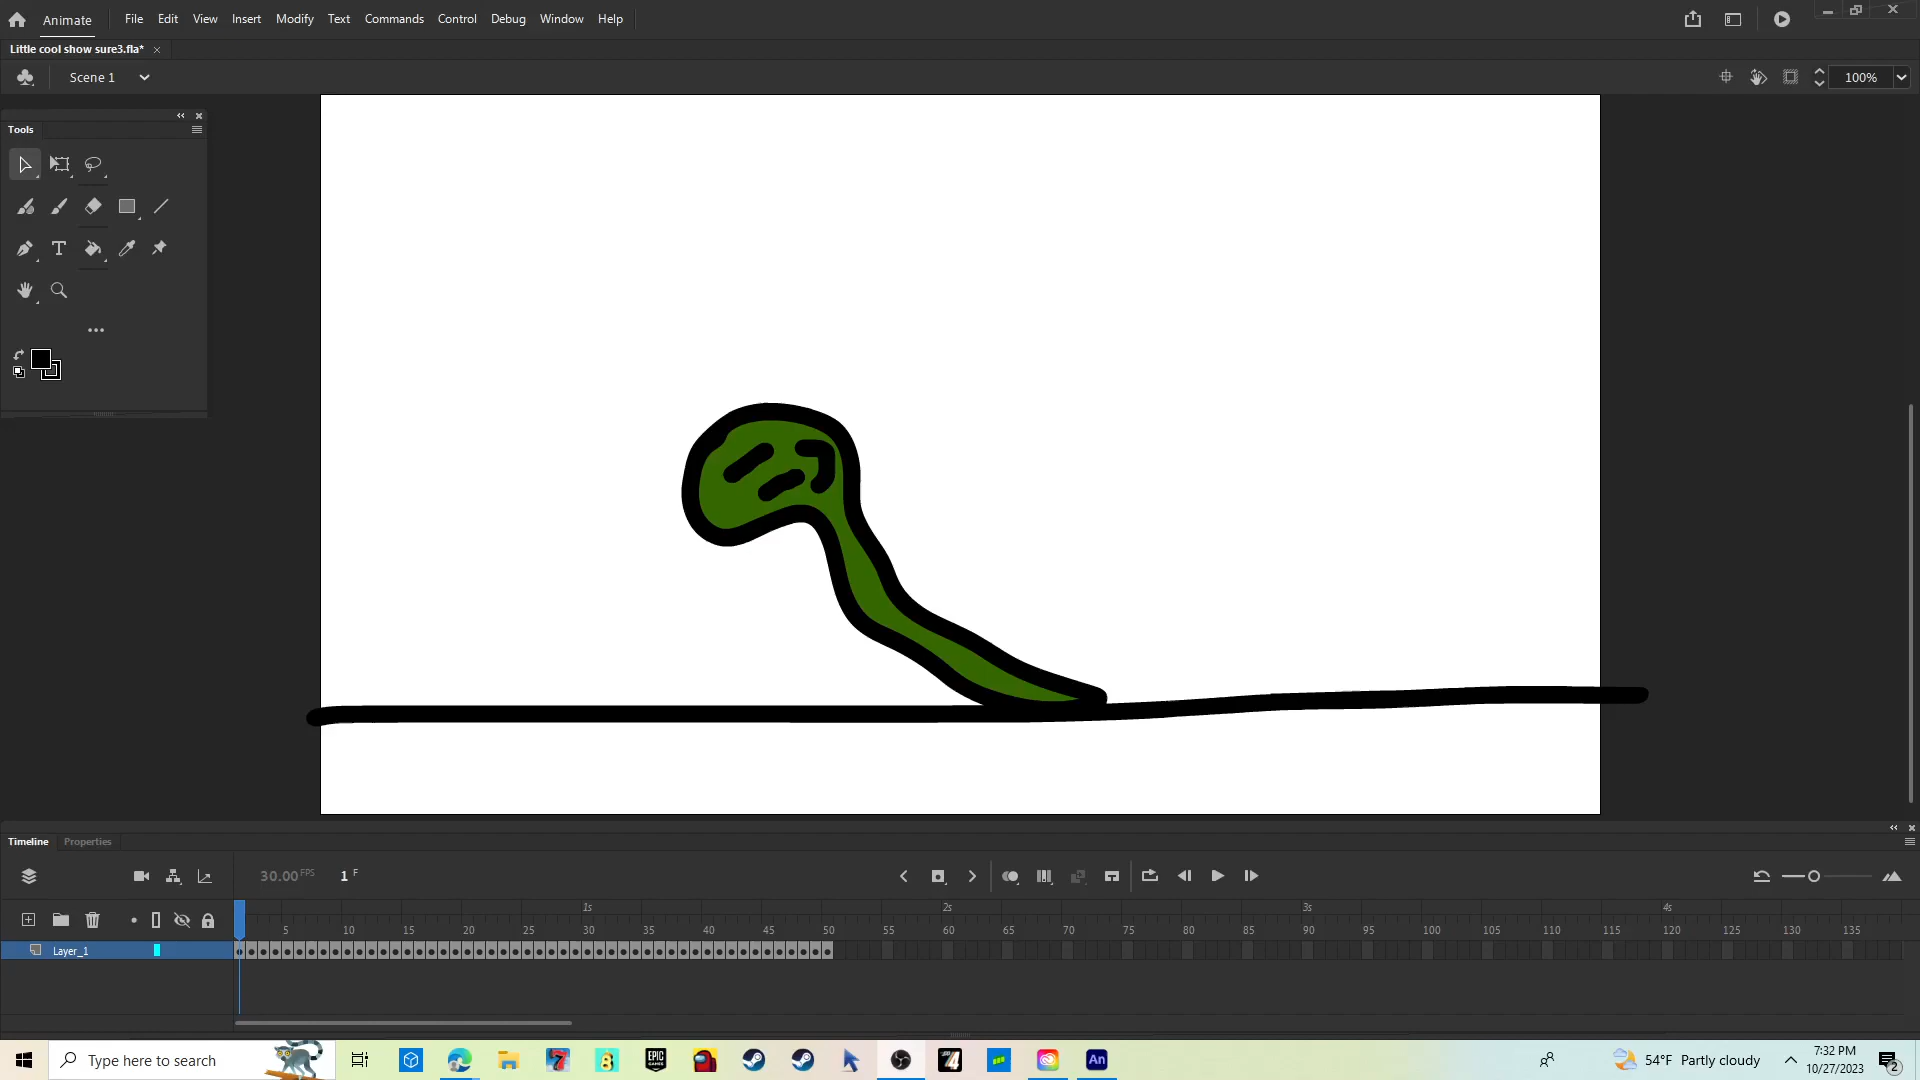 Animate File Edit View Insert Modify Text Commands Control Debug Window Help
Little cool show sure3.fla*
Scene 1 100%
Tools
Timeline Properties
30.00 FPS 1 F
1s 2s 3s 4s
5 10 15 20 25 30 35 40 45 50 55 60 65 70 75 80 85 90 95 100 105 110 115 120 125 130 135
Layer_1
Type here to search
EPIC GAMES
An
54°F Partly cloudy
7:32 PM
10/27/2023
2